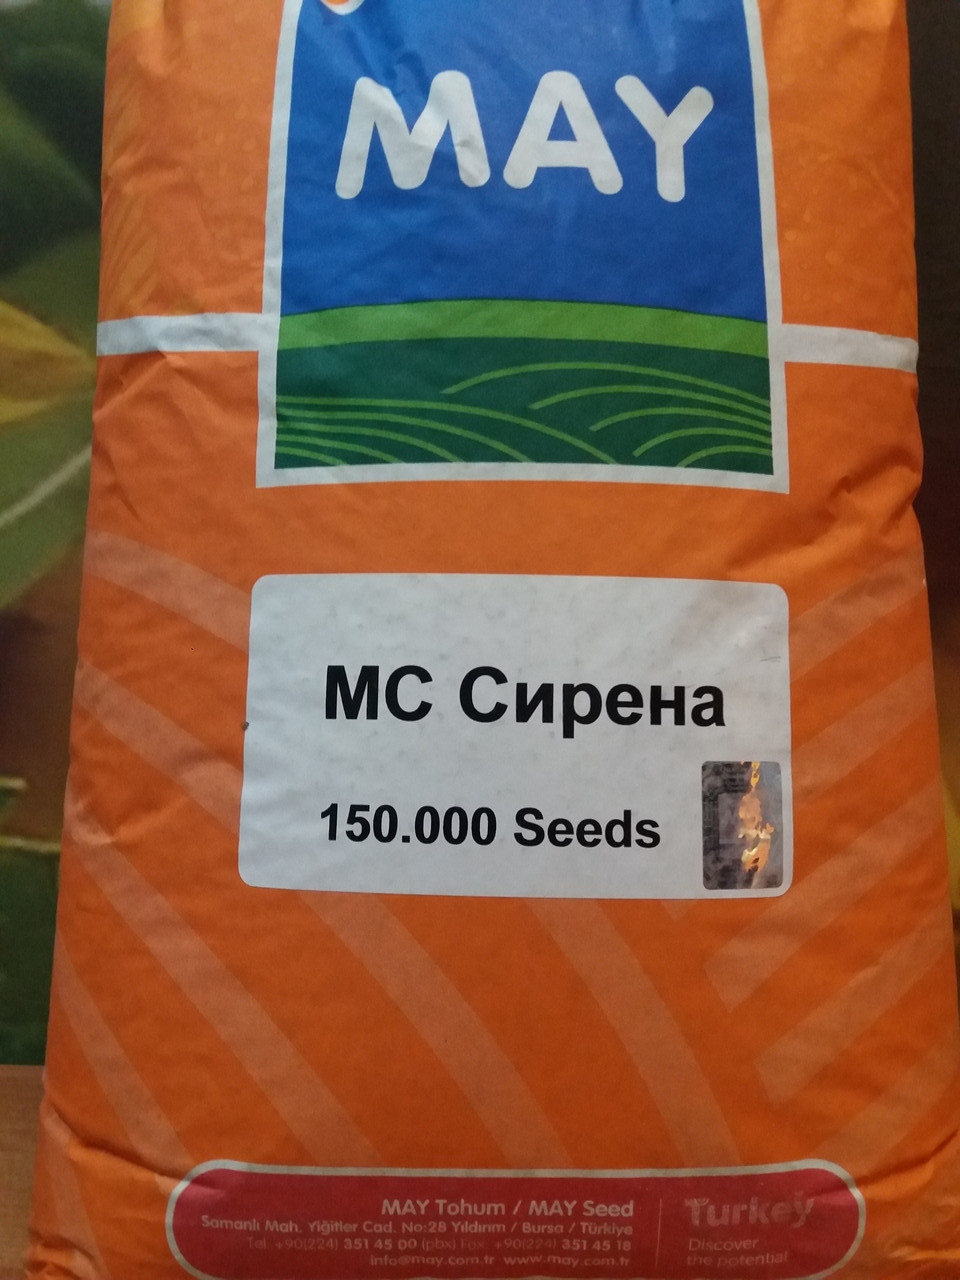 MAY
МС Сирена
150.000 Seeds
MAY Tohum / MAY Seed
Samanlı Mah. Yiğitler Cad. No:28 Yıldırım / Bursa / Türkiye
Tel +90(224) 351 45 00 (pbx) Fax +90(224) 351 45 18
info@may.com.tr www.may.com.tr
Turkey
Discover
the potential